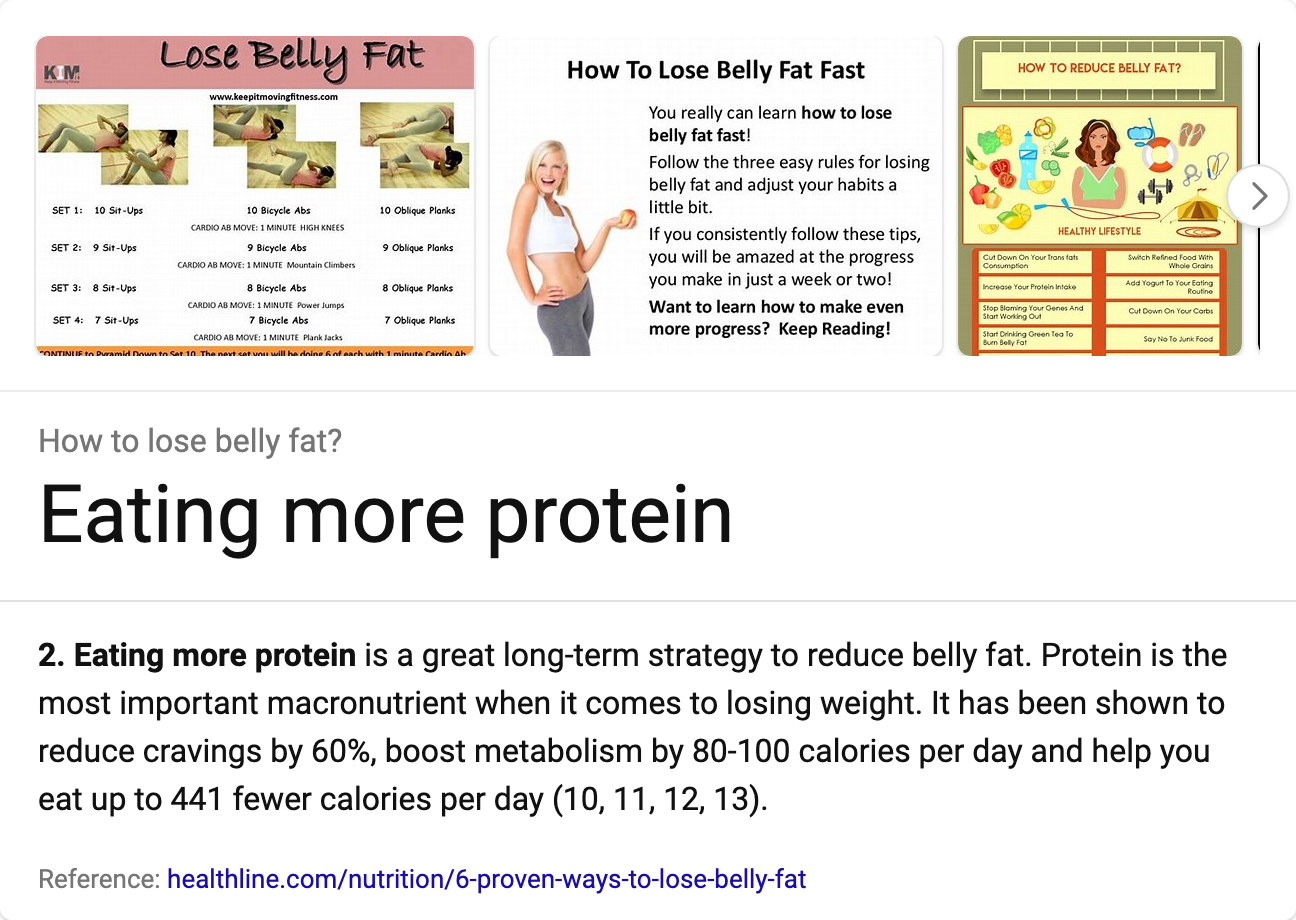 Lose Belly Fat
KIM
www.keepitmovingfitness.com
SET 1: 10 Sit-Ups 10 Bicycle Abs 10 Oblique Planks
CARDIO AB MOVE: 1 MINUTE HIGH KNEES
SET 2: 9 Sit-Ups 9 Bicycle Abs 9 Oblique Planks
CARDIO AB MOVE: 1 MINUTE Mountain Climbers
SET 3: 8 Sit-Ups 8 Bicycle Abs 8 Oblique Planks
CARDIO AB MOVE: 1 MINUTE Power Jumps
SET 4: 7 Sit-Ups 7 Bicycle Abs 7 Oblique Planks
CARDIO AB MOVE: 1 MINUTE Plank Jacks
CONTINUE to Pyramid Down to Set 10. The next set you will be doing 6 of each with 1 minute Cardio Ab
How To Lose Belly Fat Fast
You really can learn how to lose
belly fat fast!
Follow the three easy rules for losing
belly fat and adjust your habits a
little bit.
If you consistently follow these tips,
you will be amazed at the progress
you make in just a week or two!
Want to learn how to make even
more progress? Keep Reading!
HOW TO REDUCE BELLY FAT?
HEALTHY LIFESTYLE
Cut Down On Your Trans fats
Consumption
Switch Refined Food With
Whole Grains
Increase Your Protein Intake
Add Yogurt To Your Eating
Routine
Stop Blaming Your Genes And
Start Working Out
Cut Down On Your Carbs
Start Drinking Green Tea To
Burn Belly Fat
Say No To Junk Food
How to lose belly fat?
Eating more protein
2. Eating more protein is a great long-term strategy to reduce belly fat. Protein is the
most important macronutrient when it comes to losing weight. It has been shown to
reduce cravings by 60%, boost metabolism by 80-100 calories per day and help you
eat up to 441 fewer calories per day (10, 11, 12, 13).
Reference: healthline.com/nutrition/6-proven-ways-to-lose-belly-fat